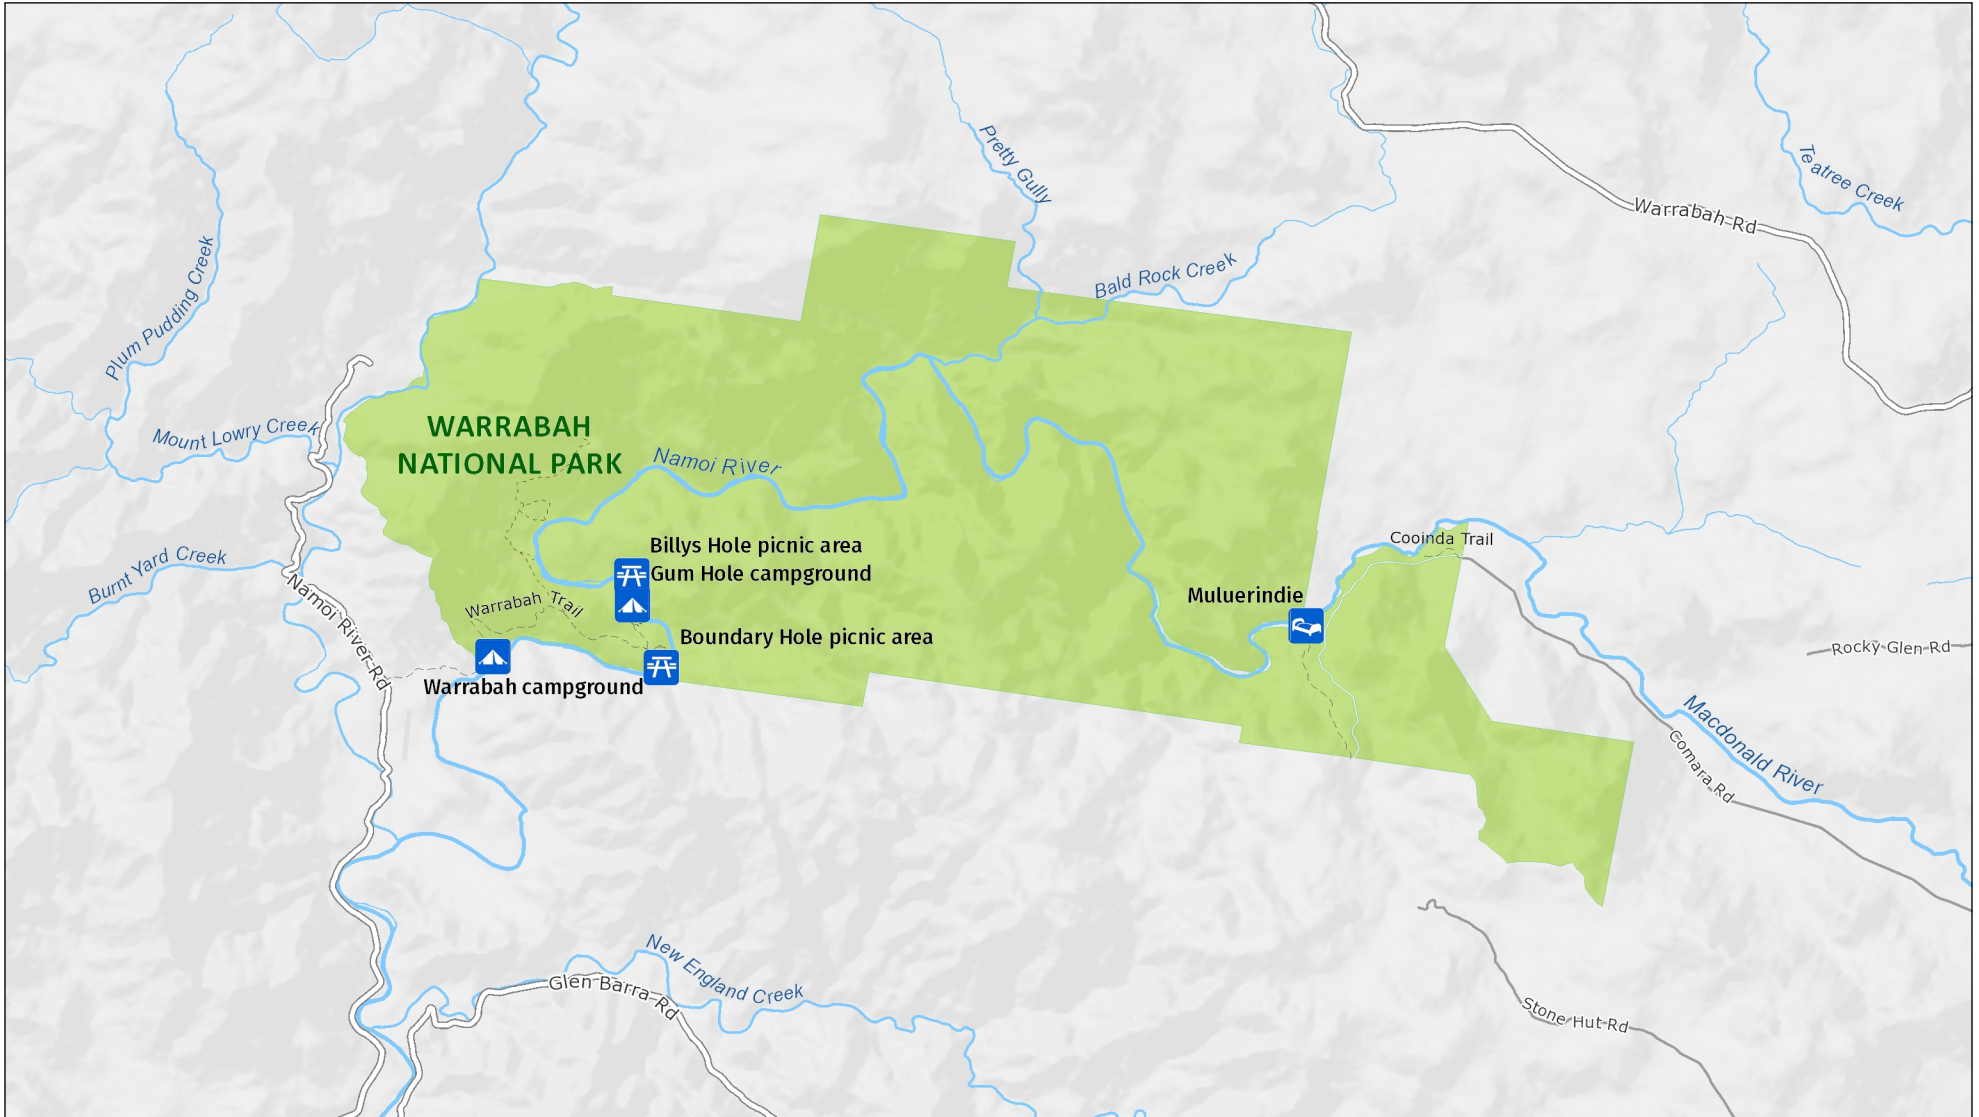 Pretty Gully
Teatree Creek
Warrabah Rd
Plum Pudding Creek
Bald Rock Creek
Mount Lowry Creek
WARRABAH
NATIONAL PARK
Namoi River
Cooinda Trail
Billys Hole picnic area
Gum Hole campground
Burnt Yard Creek
Muluerindie
Warrabah Trail
Namoi River Rd
Boundary Hole picnic area
Rocky Glen Rd
Warrabah campground
Macdonald River
Comara Rd
New England Creek
Glen Barra Rd
Stone Hut Rd